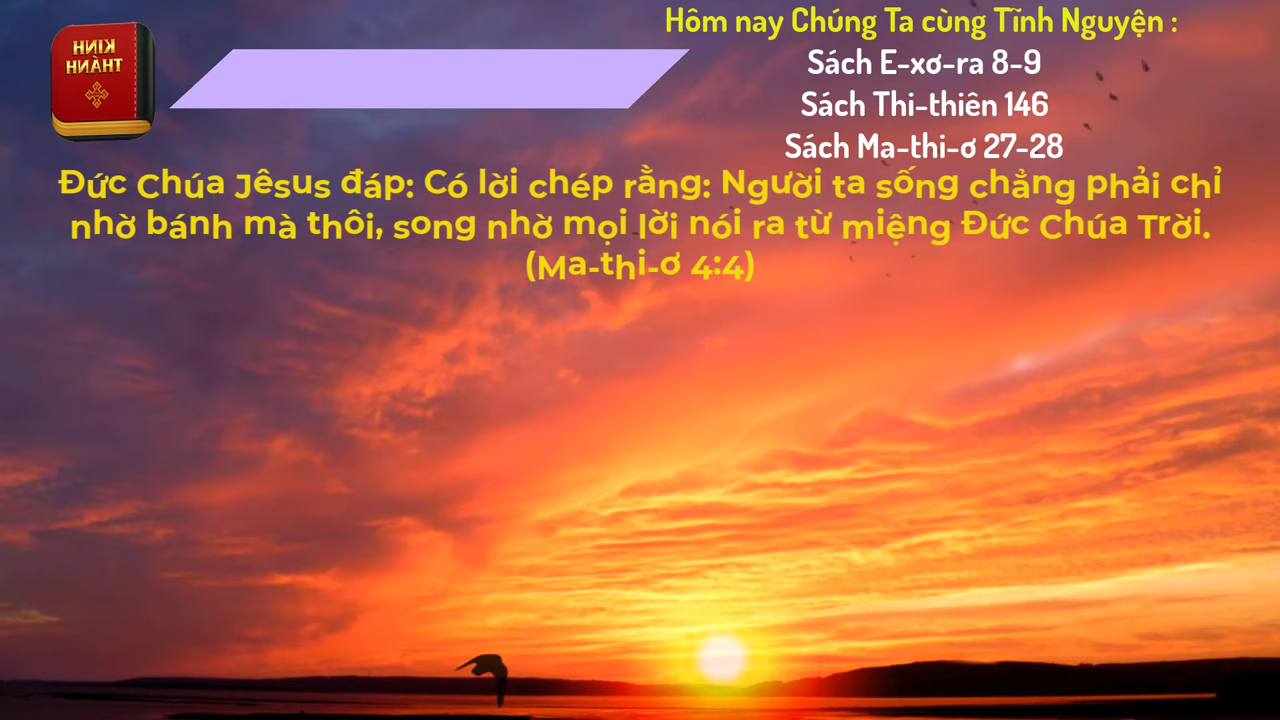 KINH
THÀNH
Hôm nay Chúng Ta cùng Tĩnh Nguyện :
Sách E-xơ-ra 8-9
Sách Thi-thiên 146
Sách Ma-thi-ơ 27-28
Đức Chúa Jêsus đáp: Có lời chép rằng: Người ta sống chẳng phải chỉ
nhờ bánh mà thôi, song nhờ mọi lời nói ra từ miệng Đức Chúa Trời.
(Ma-thi-ơ 4:4)